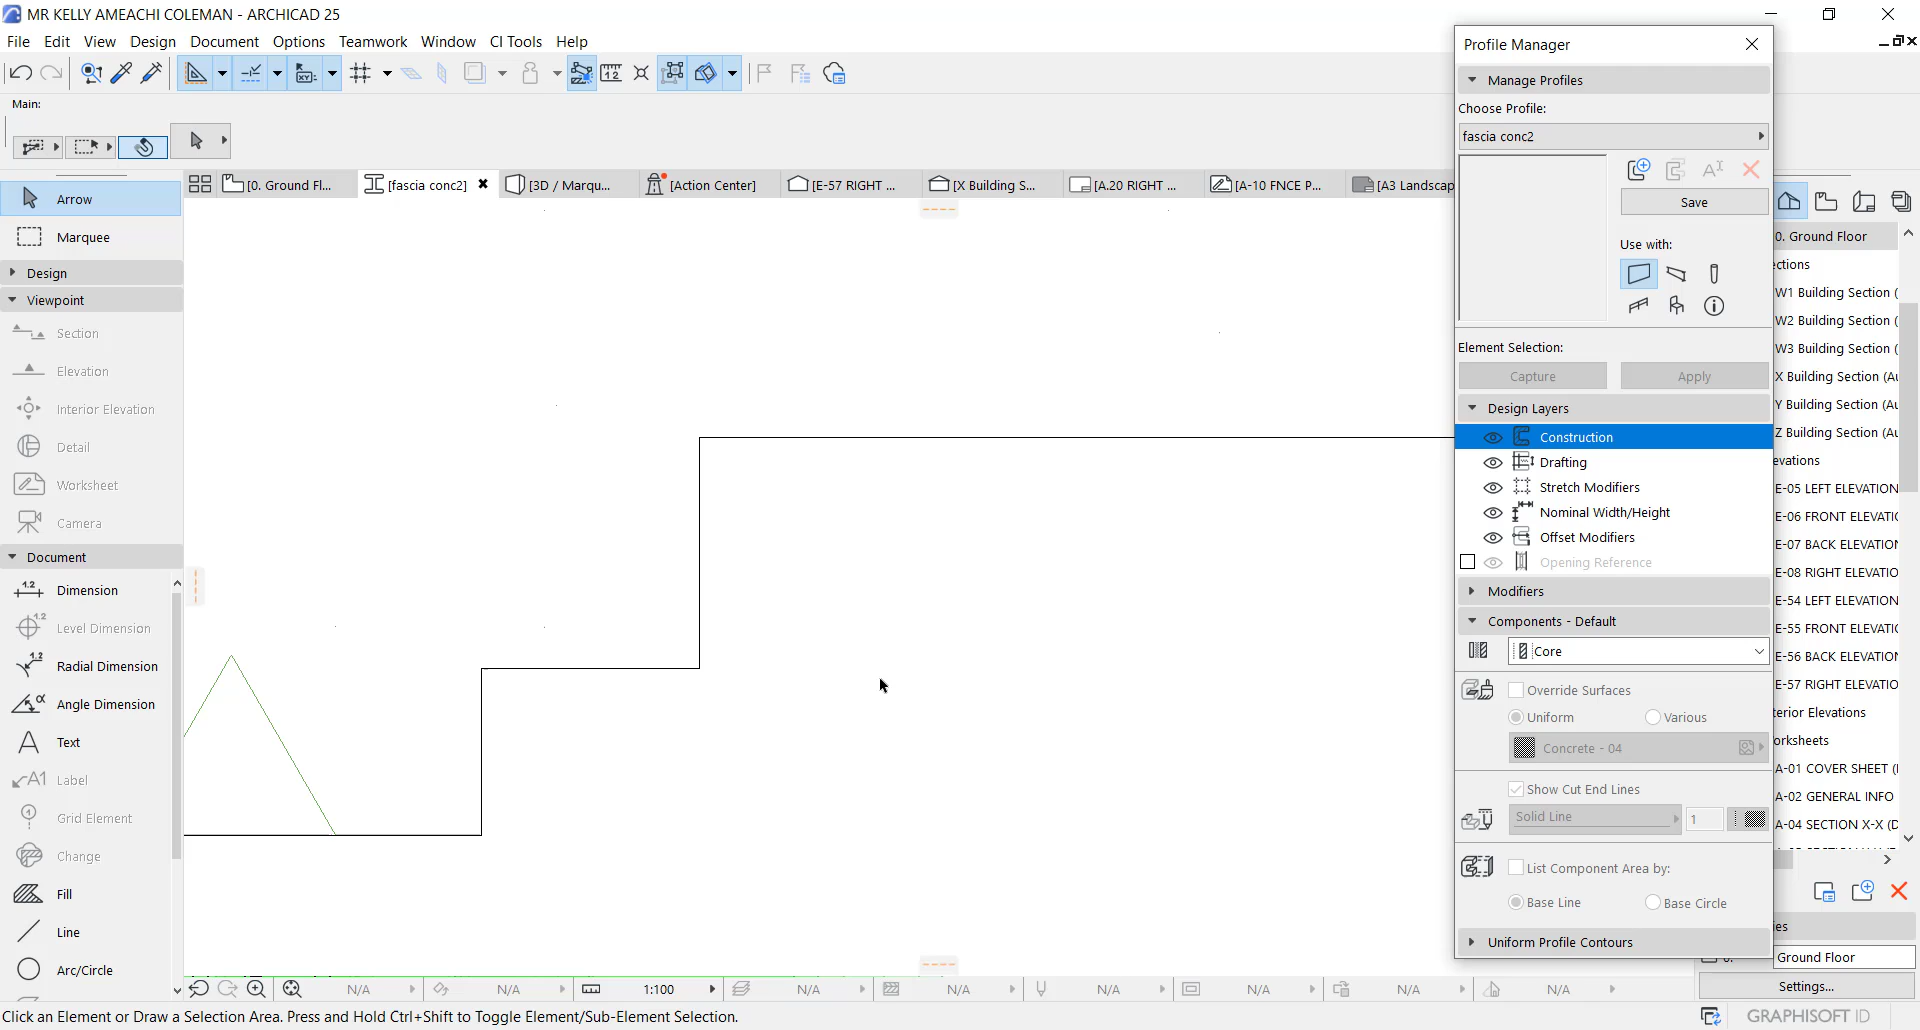 MR KELLY AMEACHI COLEMAN - ARCHICAD 25
File Edit View Design Document Options Teamwork Window CI Tools Help
Main:
[0. Ground Fl...
[fascia conc2]
[3D / Marqu...
[Action Center]
[E-57 RIGHT ...
[X Building S...
[A.20 RIGHT ...
[A-10 FNCE P...
[A3 Landscap
Arrow
Marquee
Design
Viewpoint
Section
Elevation
Interior Elevation
Detail
Worksheet
Camera
Document
Dimension
Level Dimension
Radial Dimension
Angle Dimension
Text
Label
Grid Element
Change
Fill
Line
Arc/Circle
Profile Manager
Manage Profiles
Choose Profile:
fascia conc2
Save
Use with:
Element Selection:
Capture
Apply
Design Layers
Construction
Drafting
Stretch Modifiers
Nominal Width/Height
Offset Modifiers
Opening Reference
Modifiers
Components - Default
Core
Override Surfaces
Uniform
Various
Concrete - 04
Show Cut End Lines
Solid Line
1
List Component Area by:
Base Line
Base Circle
Uniform Profile Contours
0. Ground Floor
ections
W1 Building Section (
W2 Building Section (
W3 Building Section (
X Building Section (Au
Y Building Section (Au
Z Building Section (Au
evations
E-05 LEFT ELEVATION
E-06 FRONT ELEVATIO
E-07 BACK ELEVATION
E-08 RIGHT ELEVATIO
E-54 LEFT ELEVATION
E-55 FRONT ELEVATIO
E-56 BACK ELEVATION
E-57 RIGHT ELEVATIO
terior Elevations
orksheets
A-01 COVER SHEET (I
A-02 GENERAL INFO
A-04 SECTION X-X (D
ies
Ground Floor
Settings...
N/A
N/A
1:100
N/A
N/A
N/A
N/A
N/A
N/A
Click an Element or Draw a Selection Area. Press and Hold Ctrl+Shift to Toggle Element/Sub-Element Selection.
GRAPHISOFT ID